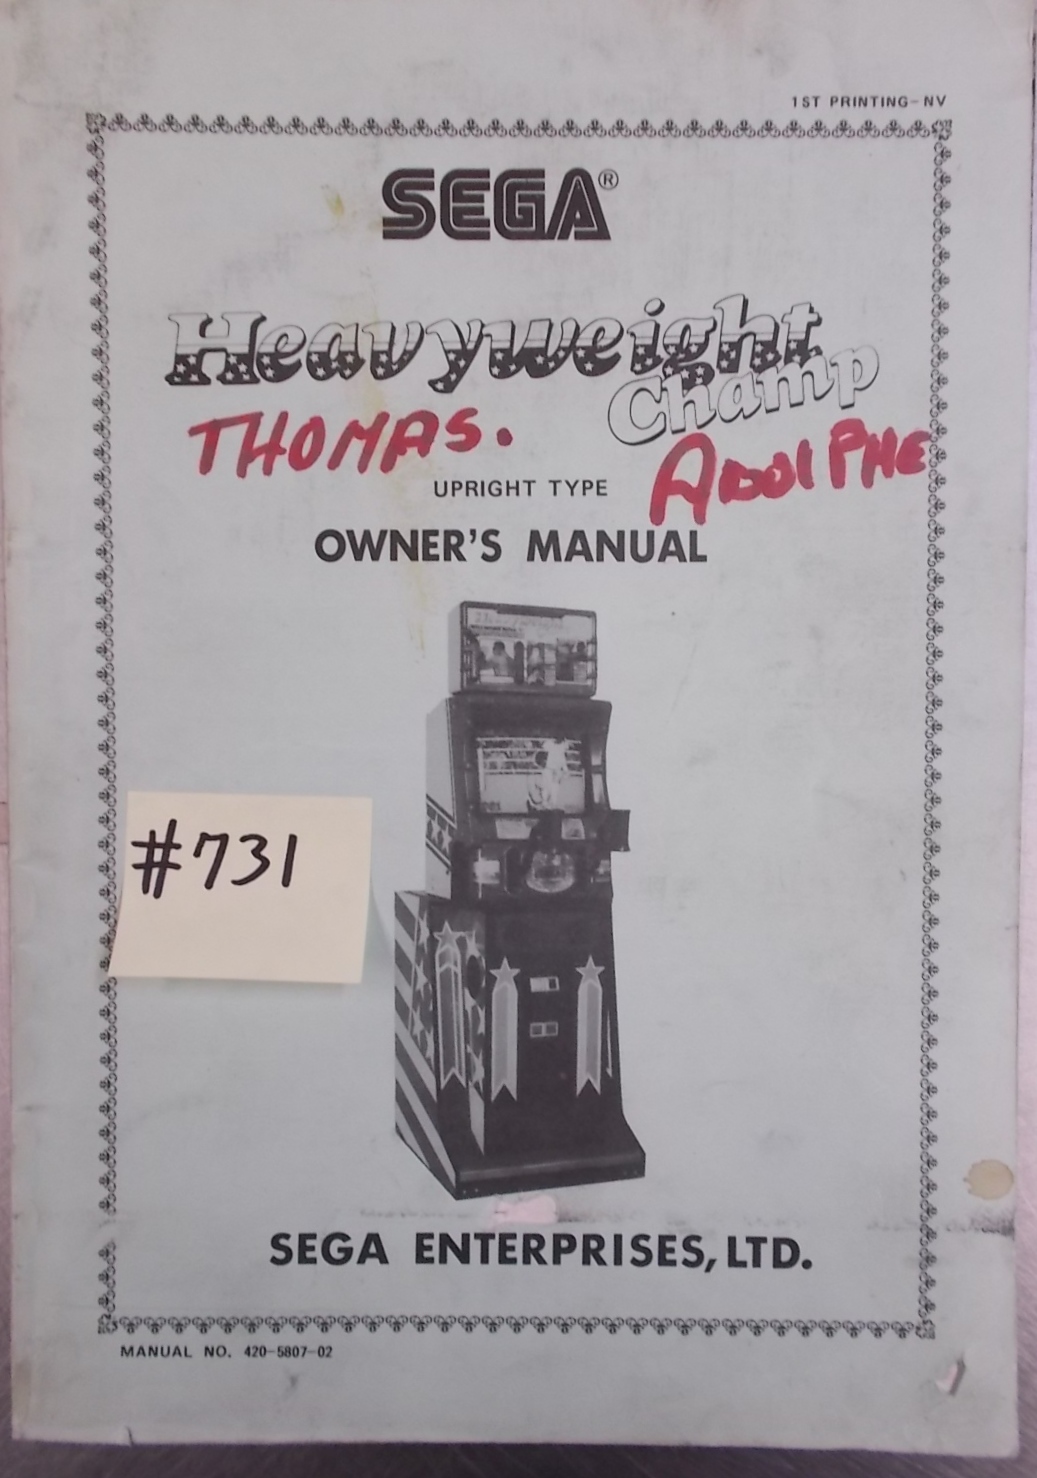 1ST PRINTING-NV
SEGA®
Heavyweight
Champ
THOMAS.
ADOLPHE
UPRIGHT TYPE
OWNER'S MANUAL
#731
SEGA ENTERPRISES, LTD.
MANUAL NO. 420-5807-02